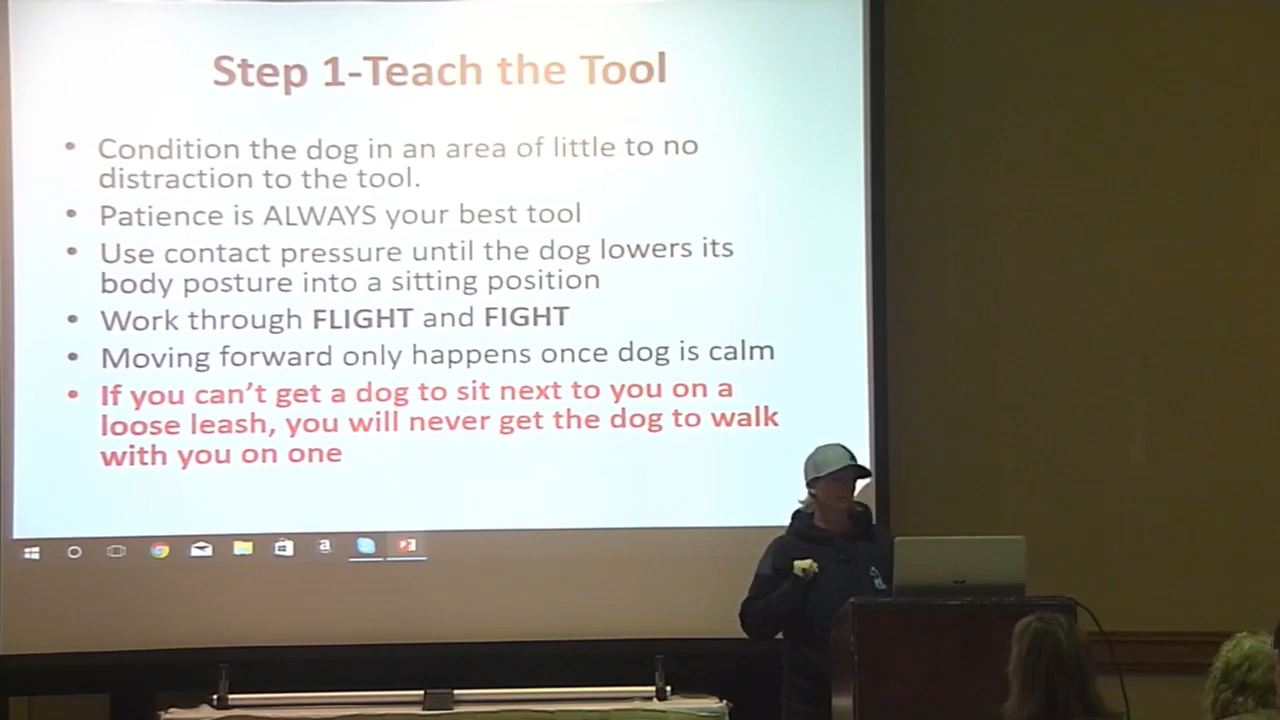 Step 1-Teach the Tool
• Condition the dog in an area of little to no
distraction to the tool.
• Patience is ALWAYS your best tool
• Use contact pressure until the dog lowers its
body posture into a sitting position
• Work through FLIGHT and FIGHT
• Moving forward only happens once dog is calm
• If you can't get a dog to sit next to you on a
loose leash, you will never get the dog to walk
with you on one
a